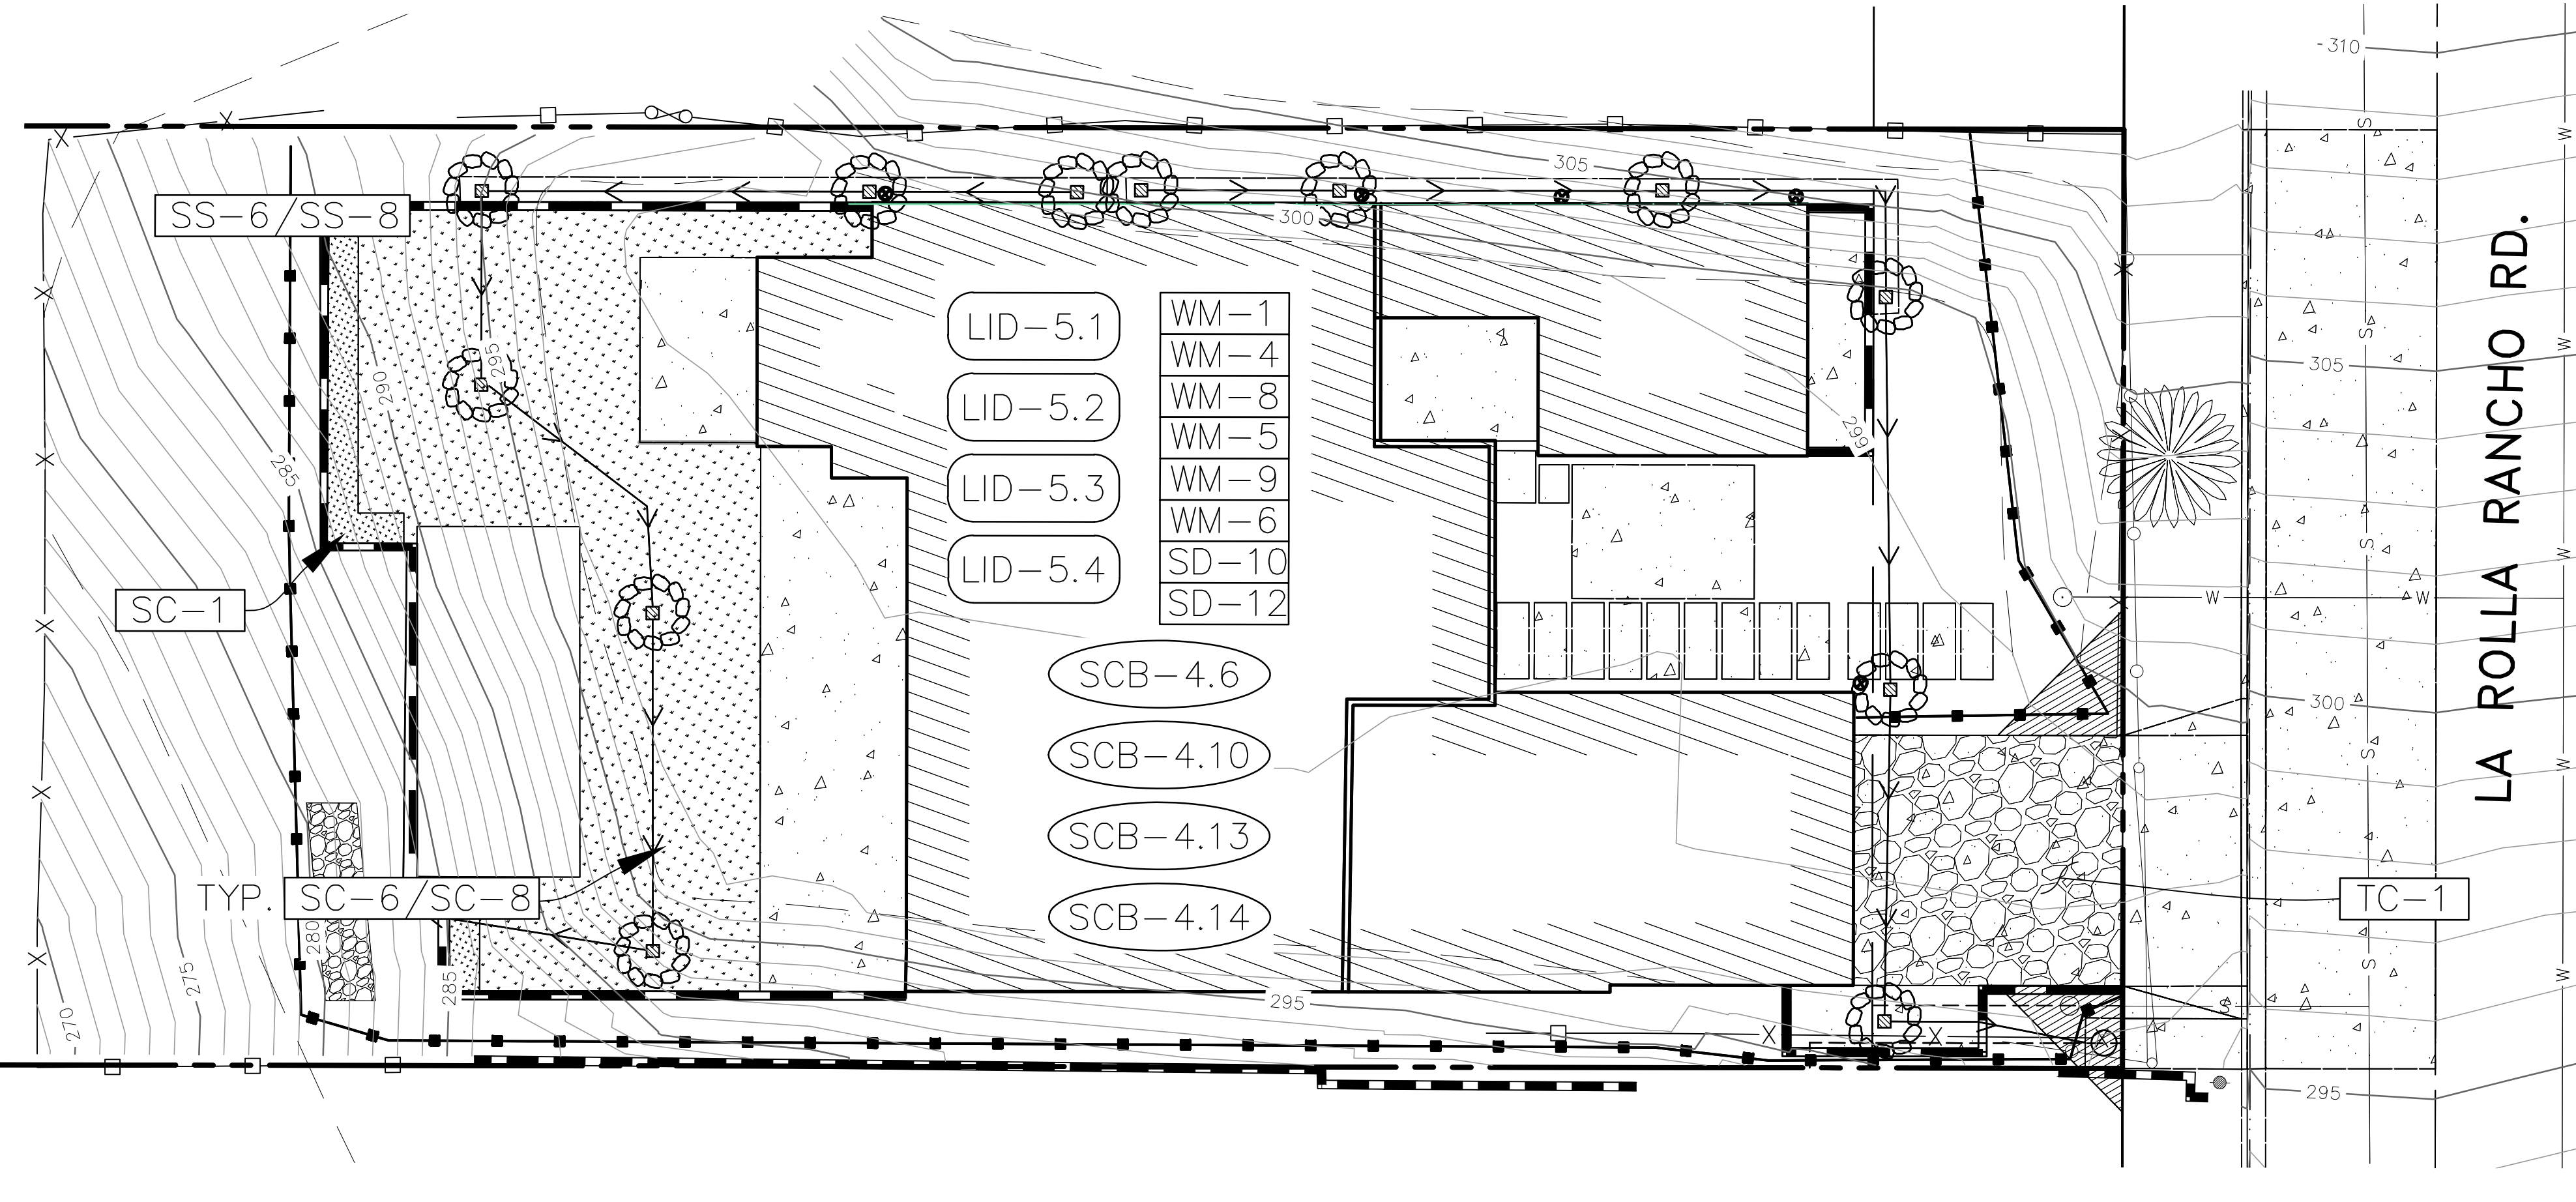 -310
305
300
SS-6/SS-8
LID-5.1
LID-5.2
LID-5.3
LID-5.4
WM-1
WM-4
WM-8
WM-5
WM-9
WM-6
SD-10
SD-12
SCB-4.6
SCB-4.10
SCB-4.13
SCB-4.14
SC-1
TYP. SC-6/SC-8
TC-1
LA ROLLA RANCHO RD.
295
290
285
299
305
300
280
285
275
270
295
295
W
W
W
W
W
W
W
S
S
S
S
S
S
X
X
X
X
X
X
X
X
X